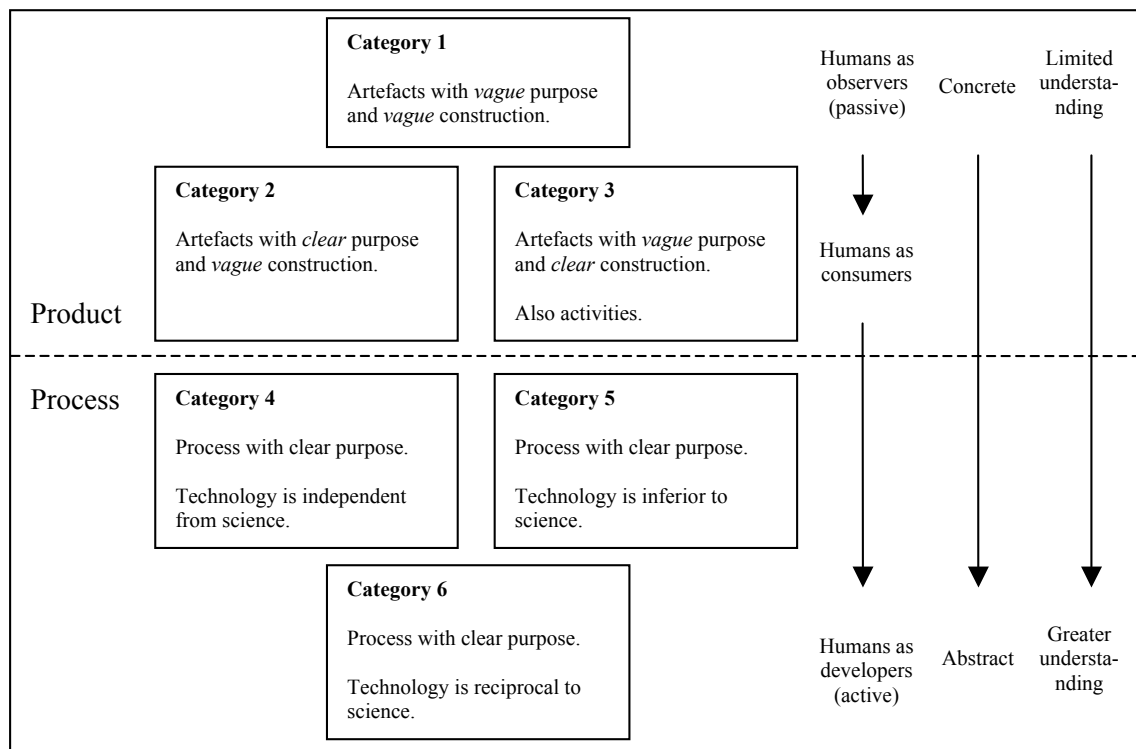 Category 1
Artefacts with vague purpose
and vague construction.
Humans as
observers
(passive)
Concrete
Limited
understa-
nding
Category 2
Artefacts with clear purpose
and vague construction.
Category 3
Artefacts with vague purpose
and clear construction.
Also activities.
Humans as
consumers
Product
Process
Category 4
Process with clear purpose.
Technology is independent
from science.
Category 5
Process with clear purpose.
Technology is inferior to
science.
Category 6
Process with clear purpose.
Technology is reciprocal to
science.
Humans as
developers
(active)
Abstract
Greater
understa-
nding